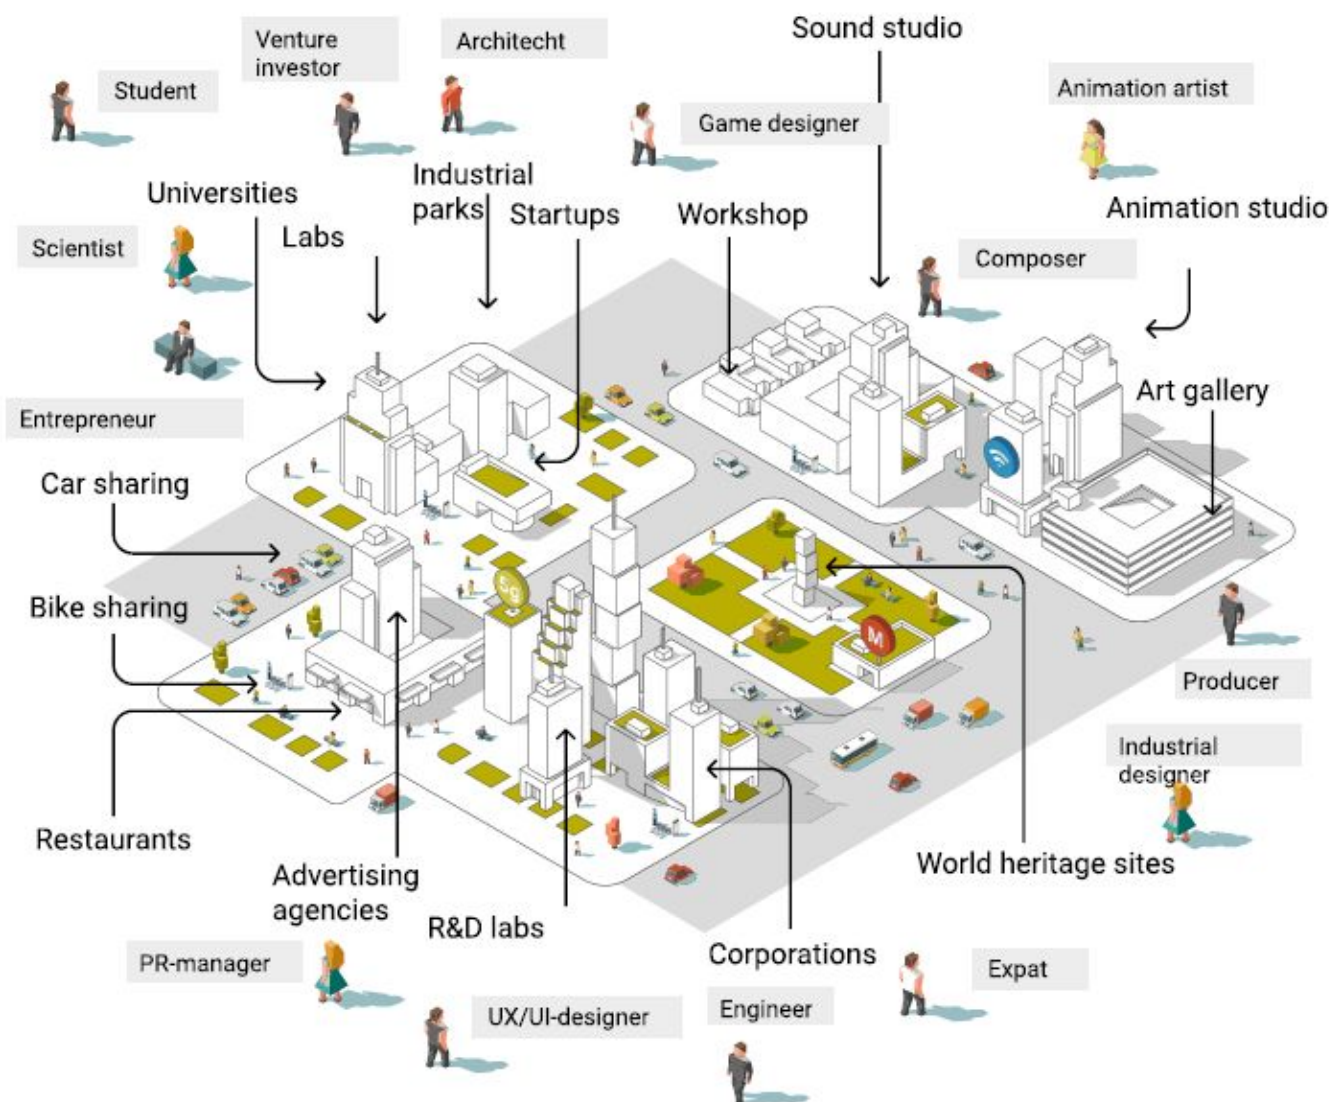 Sound studio
Venture
investor
Architecht
Student
Animation artist
Game designer
Industrial
parks
Universities
Startups
Workshop
Animation studio
Labs
Scientist
Composer
Art gallery
Entrepreneur
Car sharing
5g
Bike sharing
M
Producer
Industrial
designer
Restaurants
World heritage sites
Advertising
agencies
R&D labs
Corporations
PR-manager
Expat
UX/UI-designer
Engineer